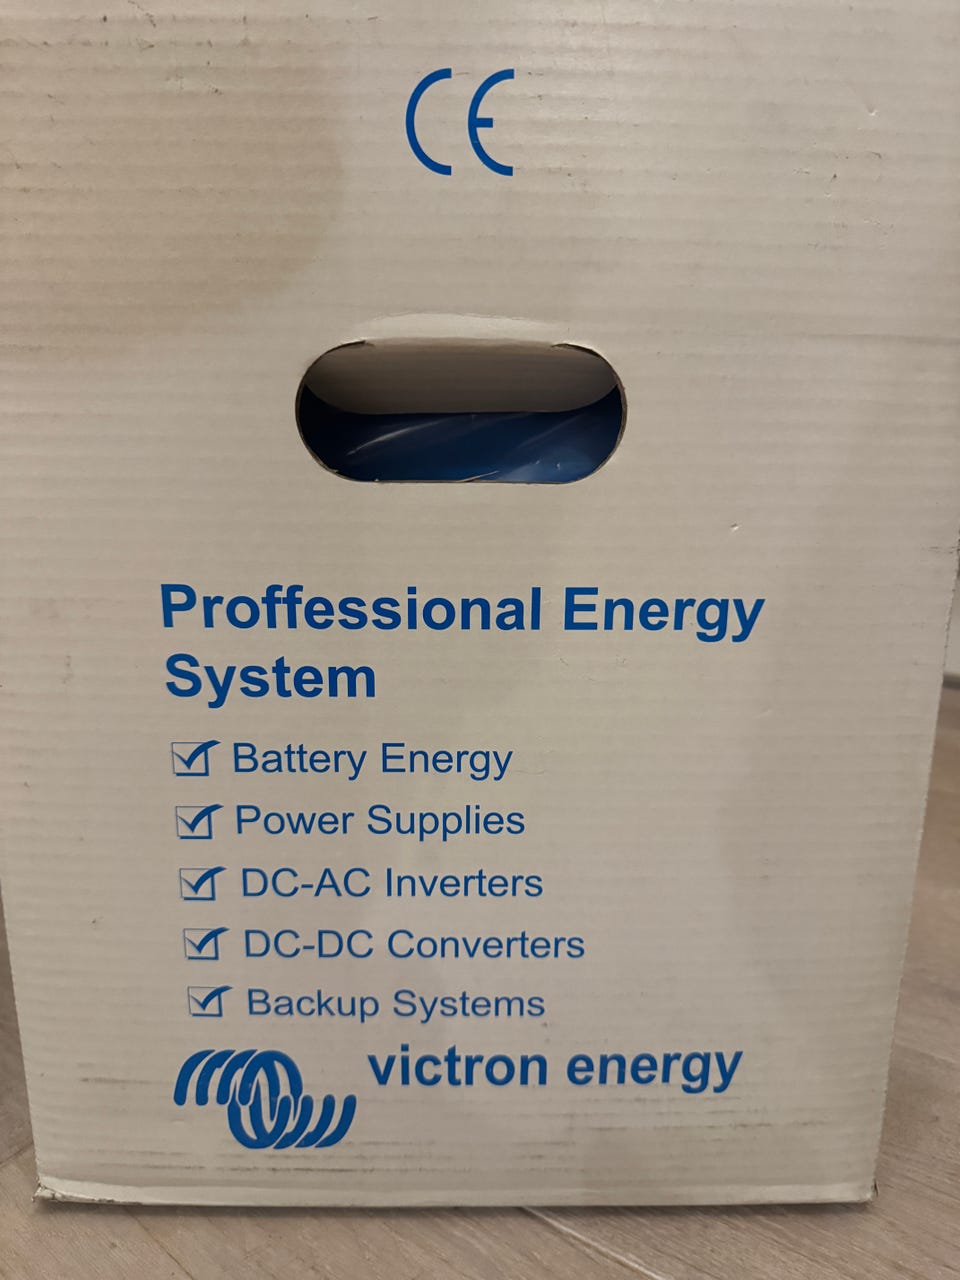 CE
Proffessional Energy
System
Battery Energy
Power Supplies
DC-AC Inverters
DC-DC Converters
Backup Systems
victron energy